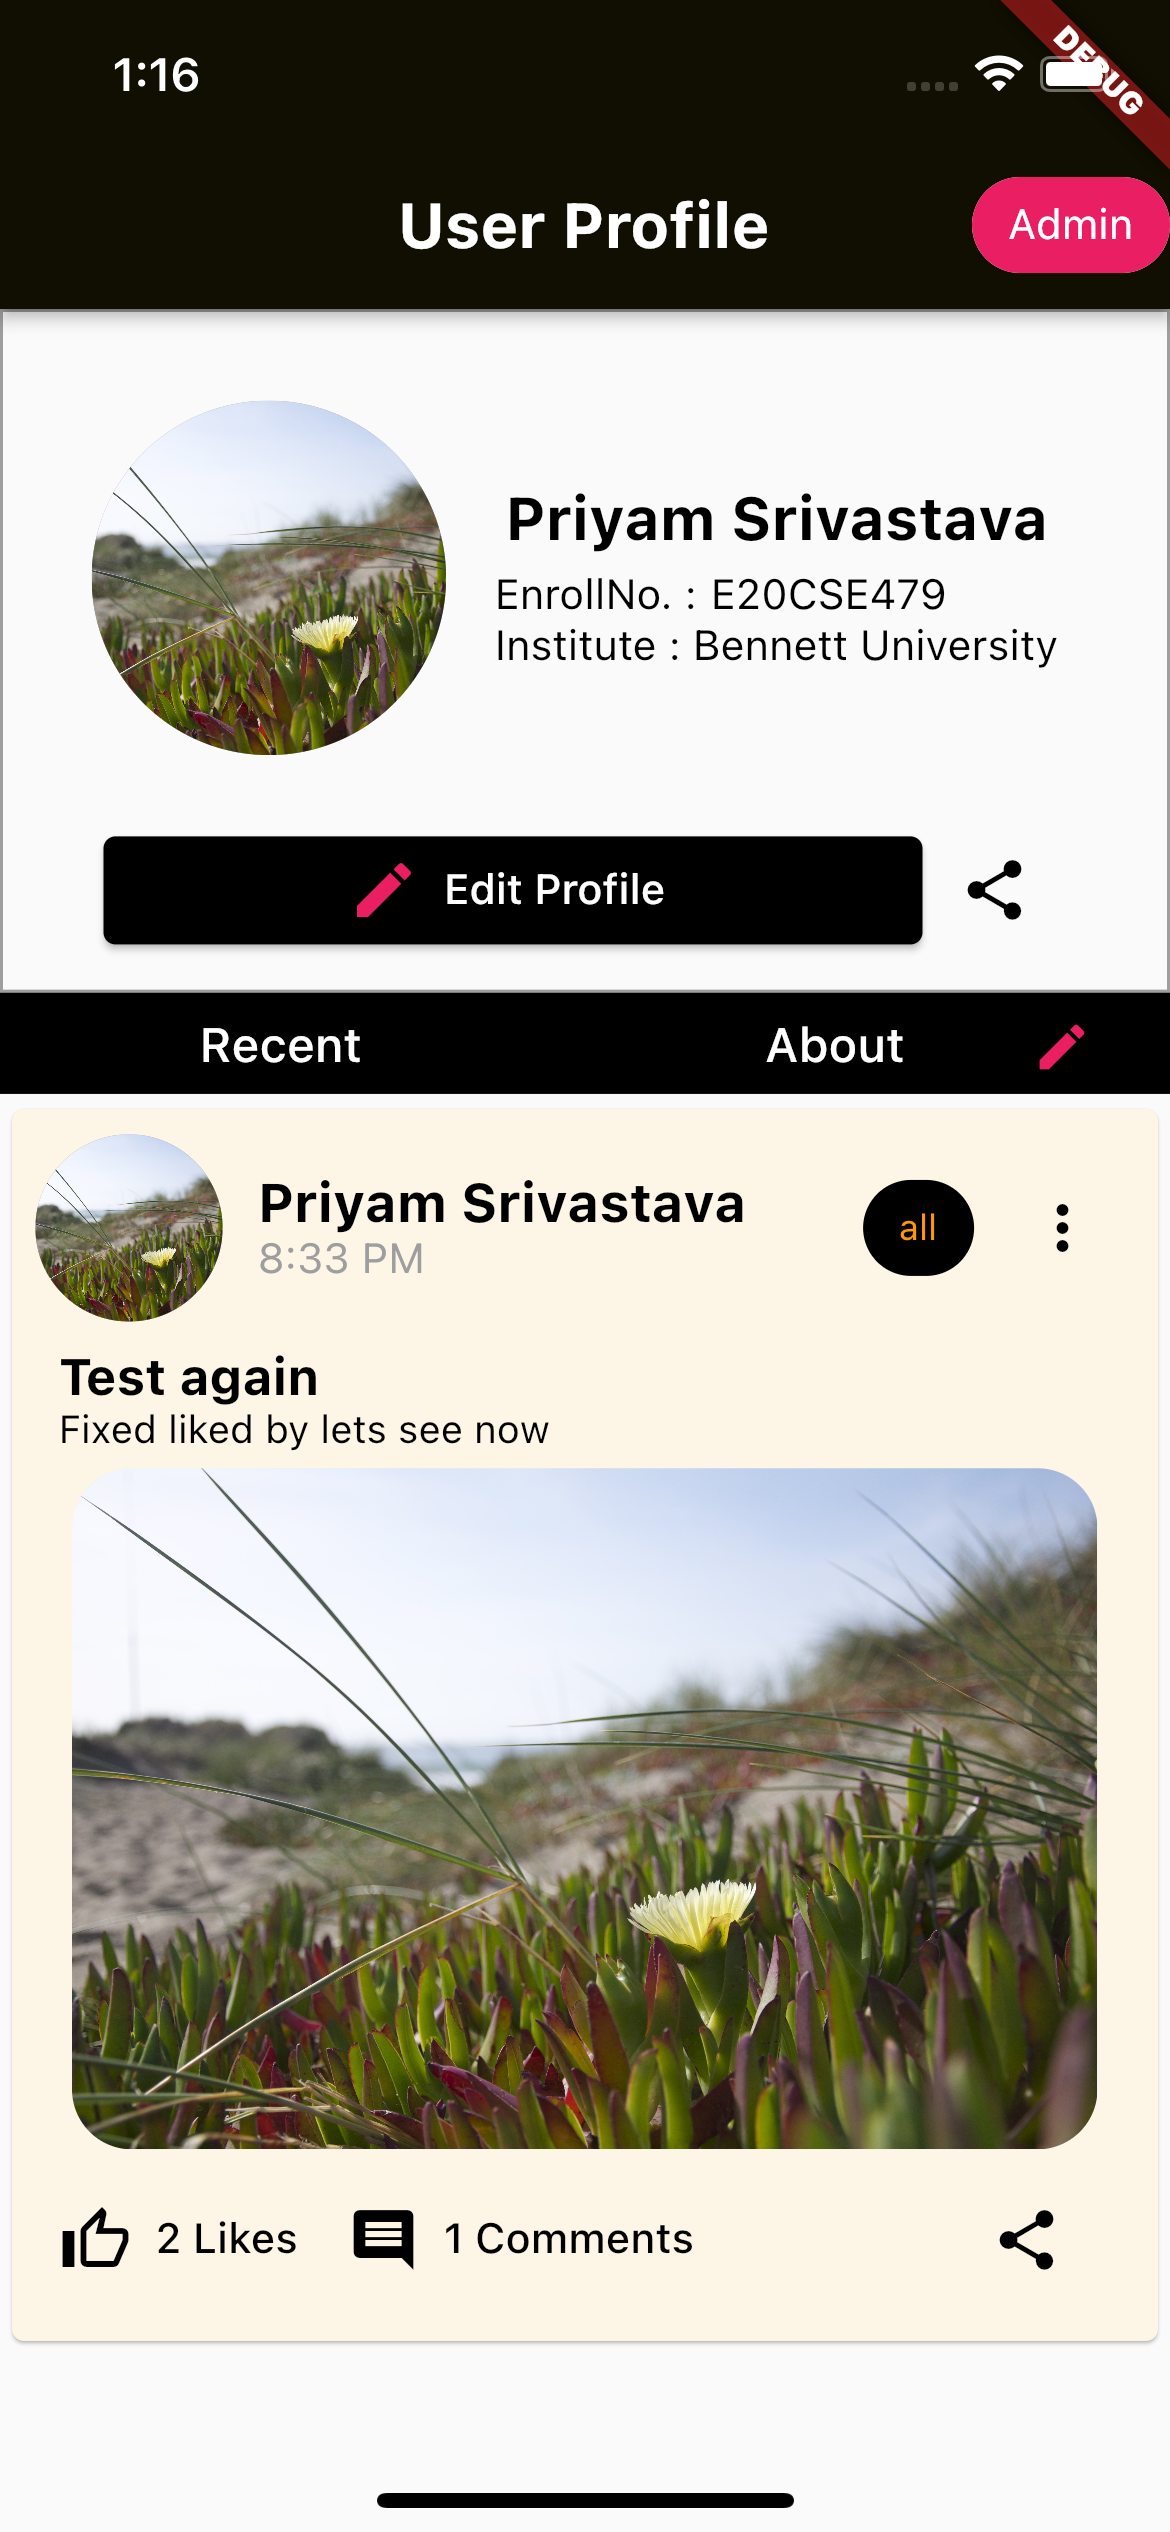 1:16
DEBUG
User Profile
Admin
Priyam Srivastava
EnrollNo. : E20CSE479
Institute : Bennett University
Edit Profile
Recent
About
Priyam Srivastava
8:33 PM
all
Test again
Fixed liked by lets see now
2 Likes
1 Comments